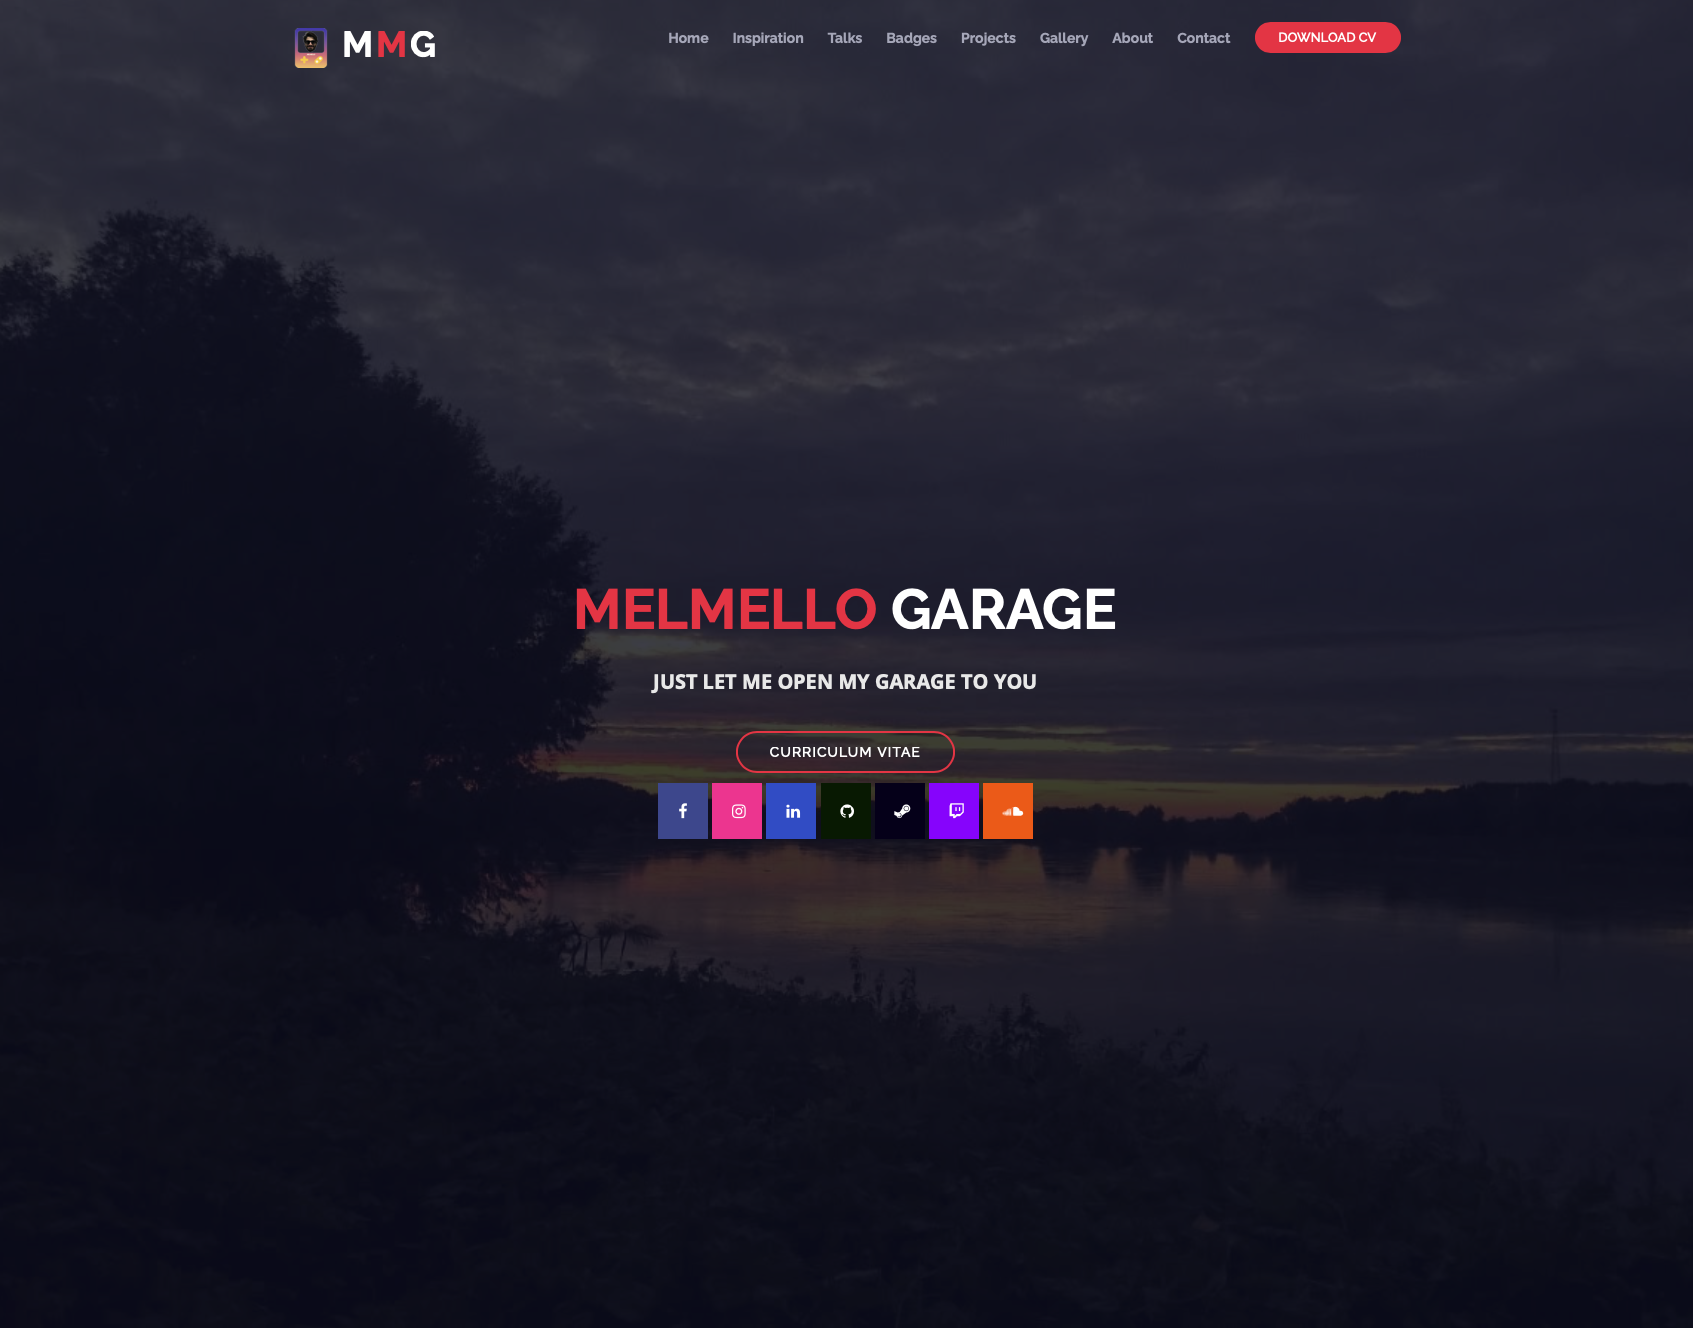 MMG
Home Inspiration Talks Badges Projects Gallery About Contact DOWNLOAD CV
MELMELLO GARAGE
JUST LET ME OPEN MY GARAGE TO YOU
CURRICULUM VITAE